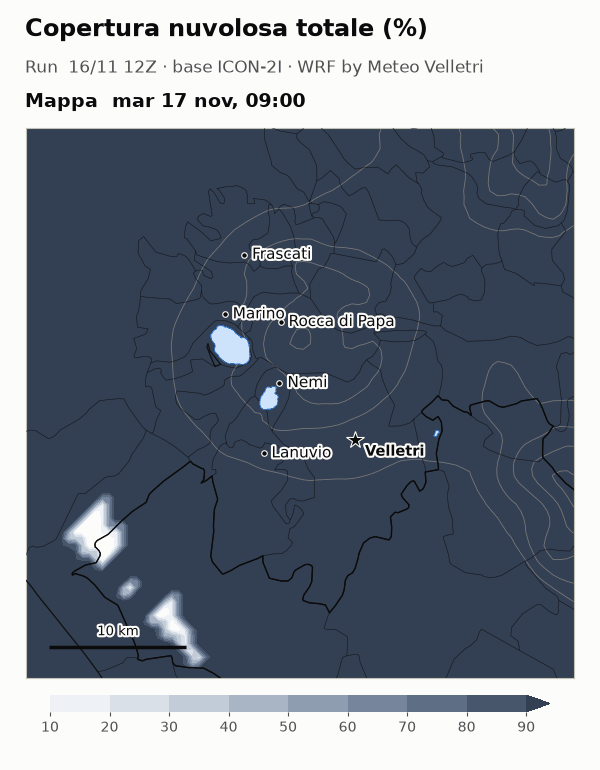 Copertura nuvolosa totale (%)
Run  16/11 12Z · base ICON-2I · WRF by Meteo Velletri
Mappa  mar 17 nov, 09:00
Frascati
Marino
Rocca di Papa
Nemi
Velletri
Lanuvio
10 km
10 20 30 40 50 60 70 80 90